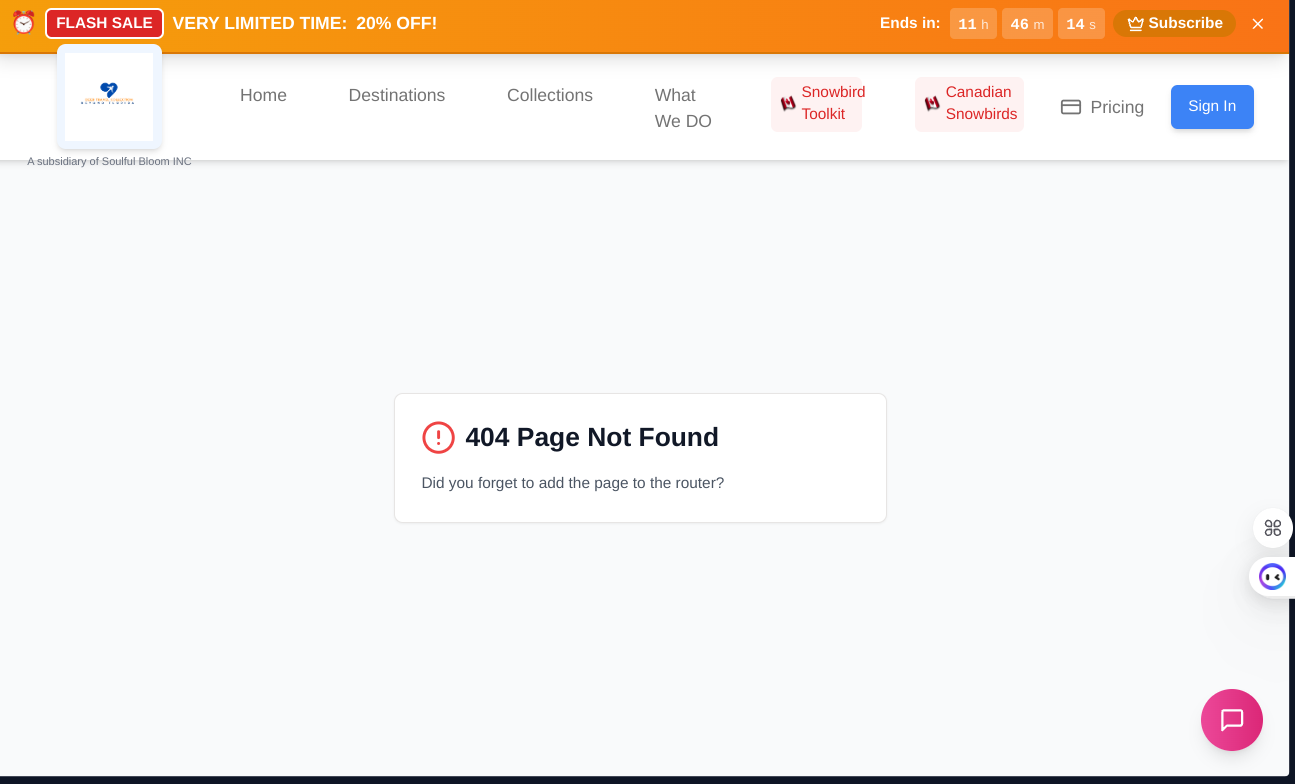 FLASH SALE VERY LIMITED TIME: 20% OFF! Ends in: 11 h 46 m 14 s Subscribe
Home Destinations Collections What We DO Snowbird Toolkit Canadian Snowbirds Pricing Sign In
A subsidiary of Soulful Bloom INC
404 Page Not Found
Did you forget to add the page to the router?